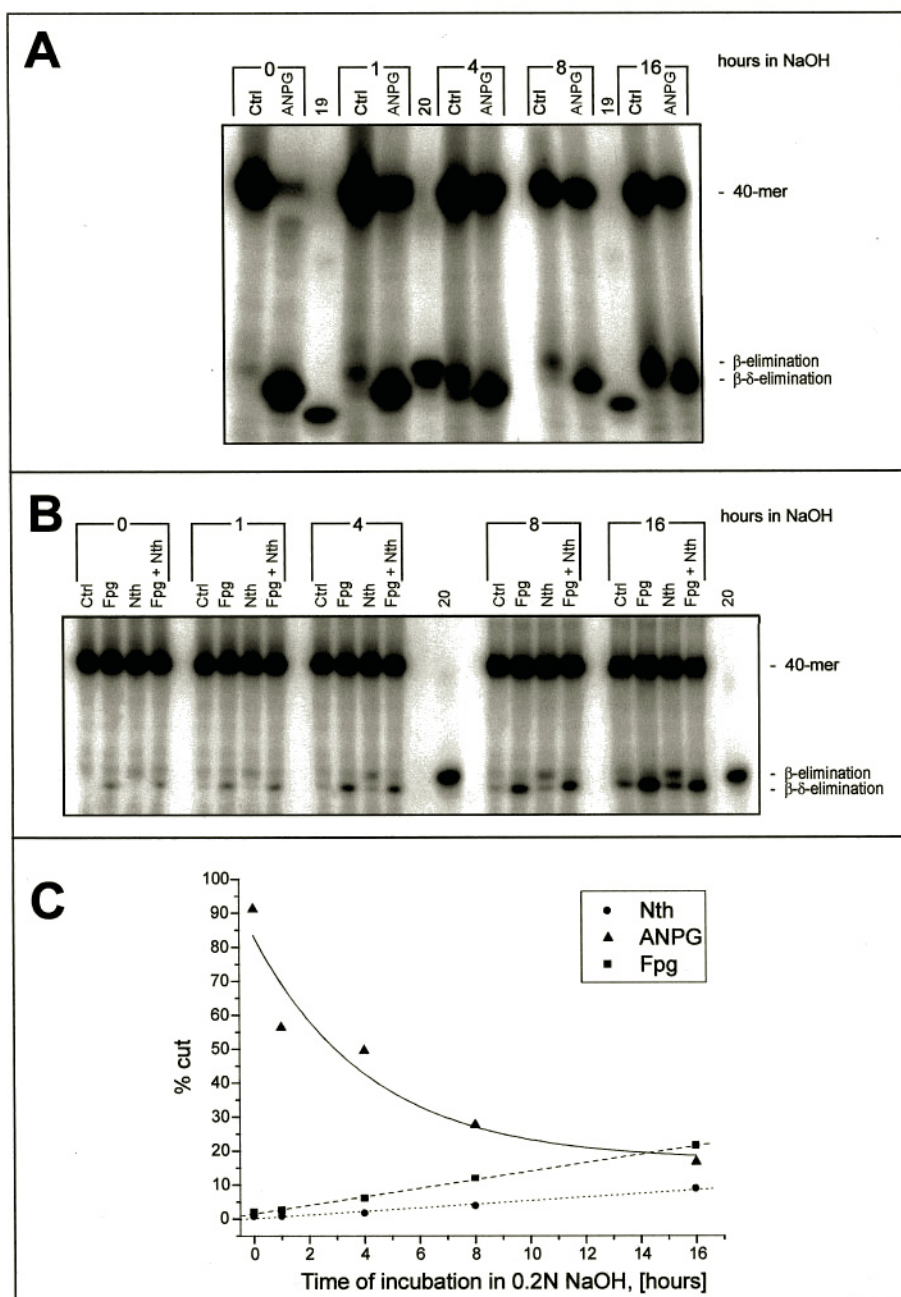 A
0 1 4 8 16 hours in NaOH
Ctrl ANPG 19 Ctrl ANPG 20 Ctrl ANPG Ctrl ANPG 19 Ctrl ANPG
- 40-mer
- β-elimination
- β-δ-elimination
B
0 1 4 8 16 hours in NaOH
Ctrl Fpg Nth Fpg + Nth Ctrl Fpg Nth Fpg + Nth Ctrl Fpg Nth Fpg + Nth 20 Ctrl Fpg Nth Fpg + Nth Ctrl Fpg Nth Fpg + Nth 20
- 40-mer
- β-elimination
- β-δ-elimination
C
100
90
80
70
60
50
40
30
20
10
0
% cut
Nth
ANPG
Fpg
0 2 4 6 8 10 12 14 16
Time of incubation in 0.2N NaOH, [hours]